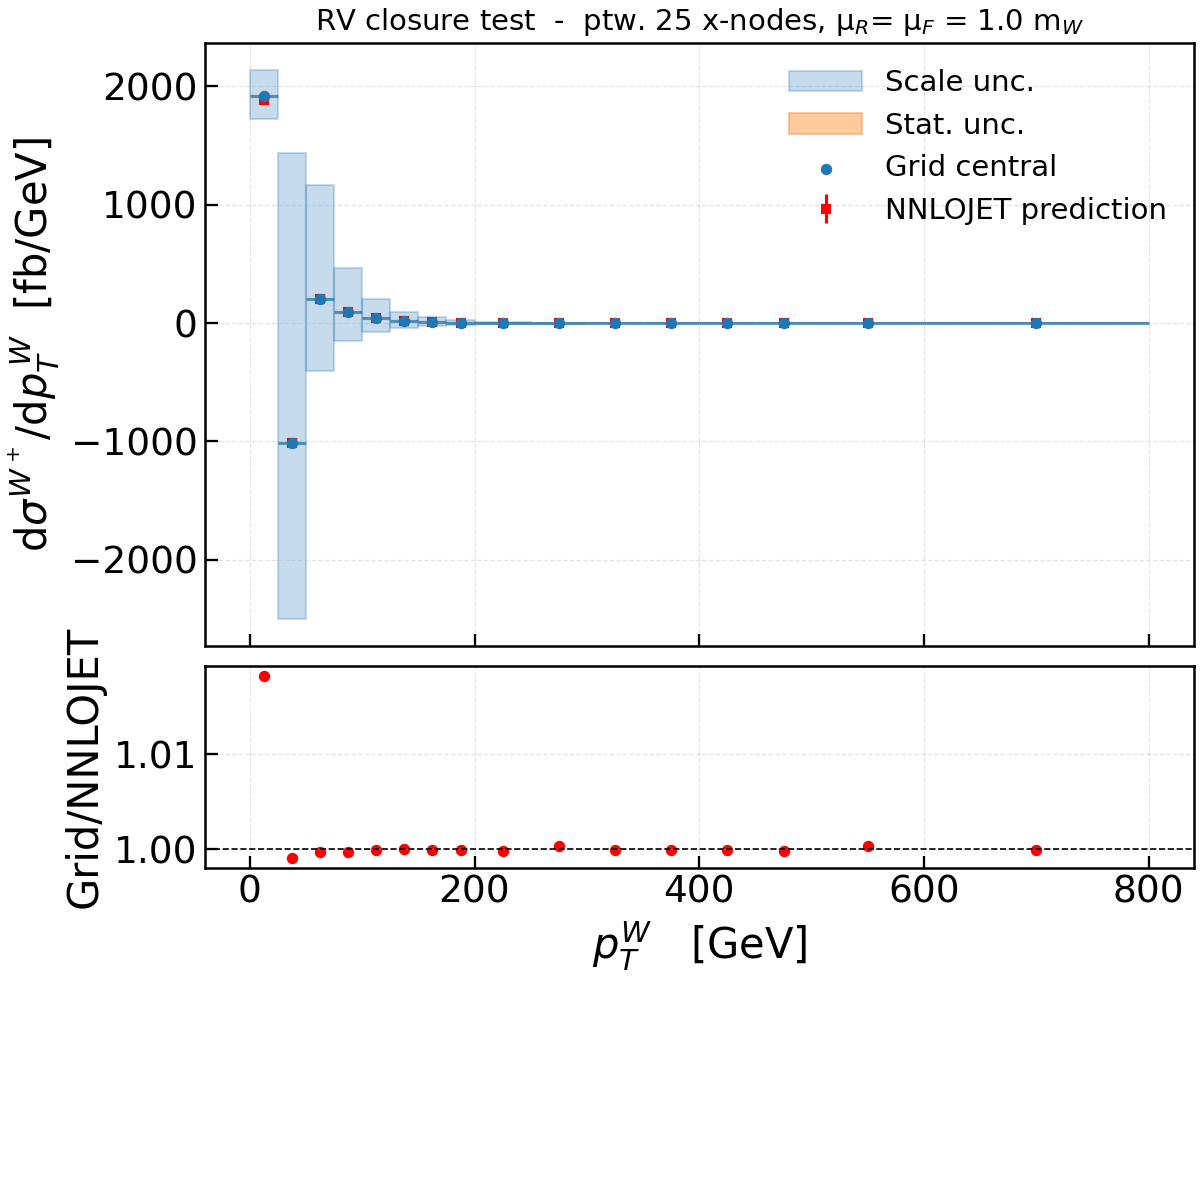 RV closure test - ptw. 25 x-nodes, μR= μF = 1.0 mW
dσW+/dpTW [fb/GeV]
2000
1000
0
−1000
−2000
Scale unc.
Stat. unc.
Grid central
NNLOJET prediction
Grid/NNLOJET
1.01
1.00
0 200 400 600 800
pTW [GeV]